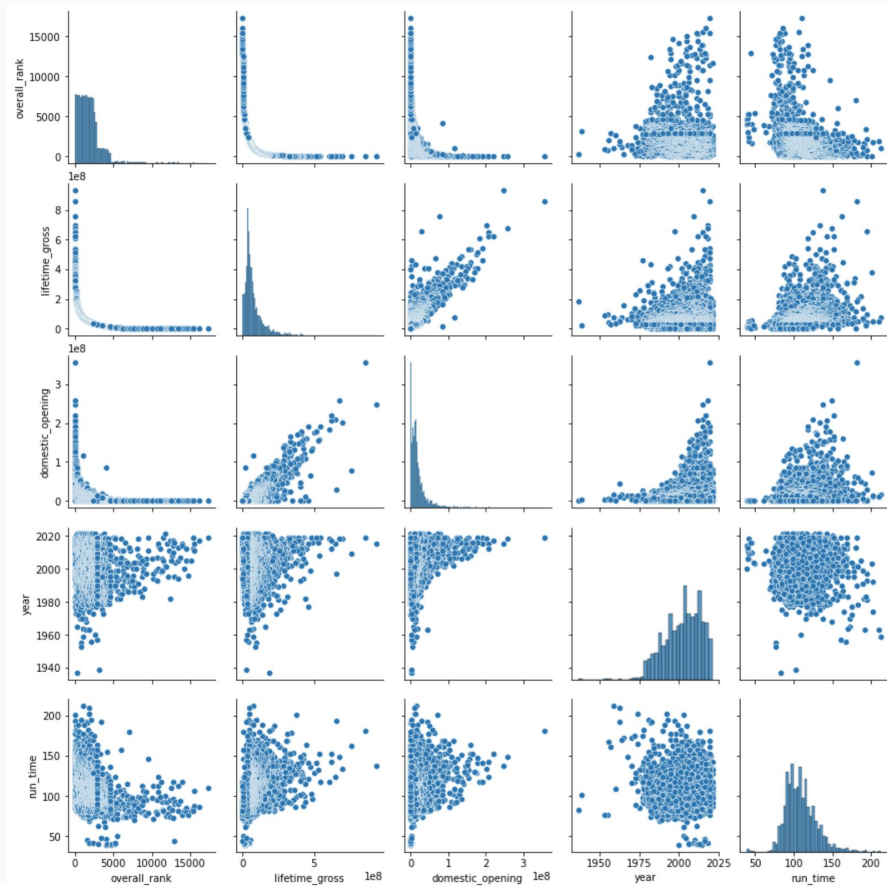 15000
10000
5000
0
overall_rank
1e8
8
6
4
2
0
lifetime_gross
1e8
3
2
1
0
domestic_opening
2020
2000
1980
1960
1940
year
200
150
100
50
run_time
0 5000 10000 15000
overall_rank
0 5
1e8
lifetime_gross
0 1 2 3
1e8
domestic_opening
1950 1975 2000 2025
year
50 100 150 200
run_time